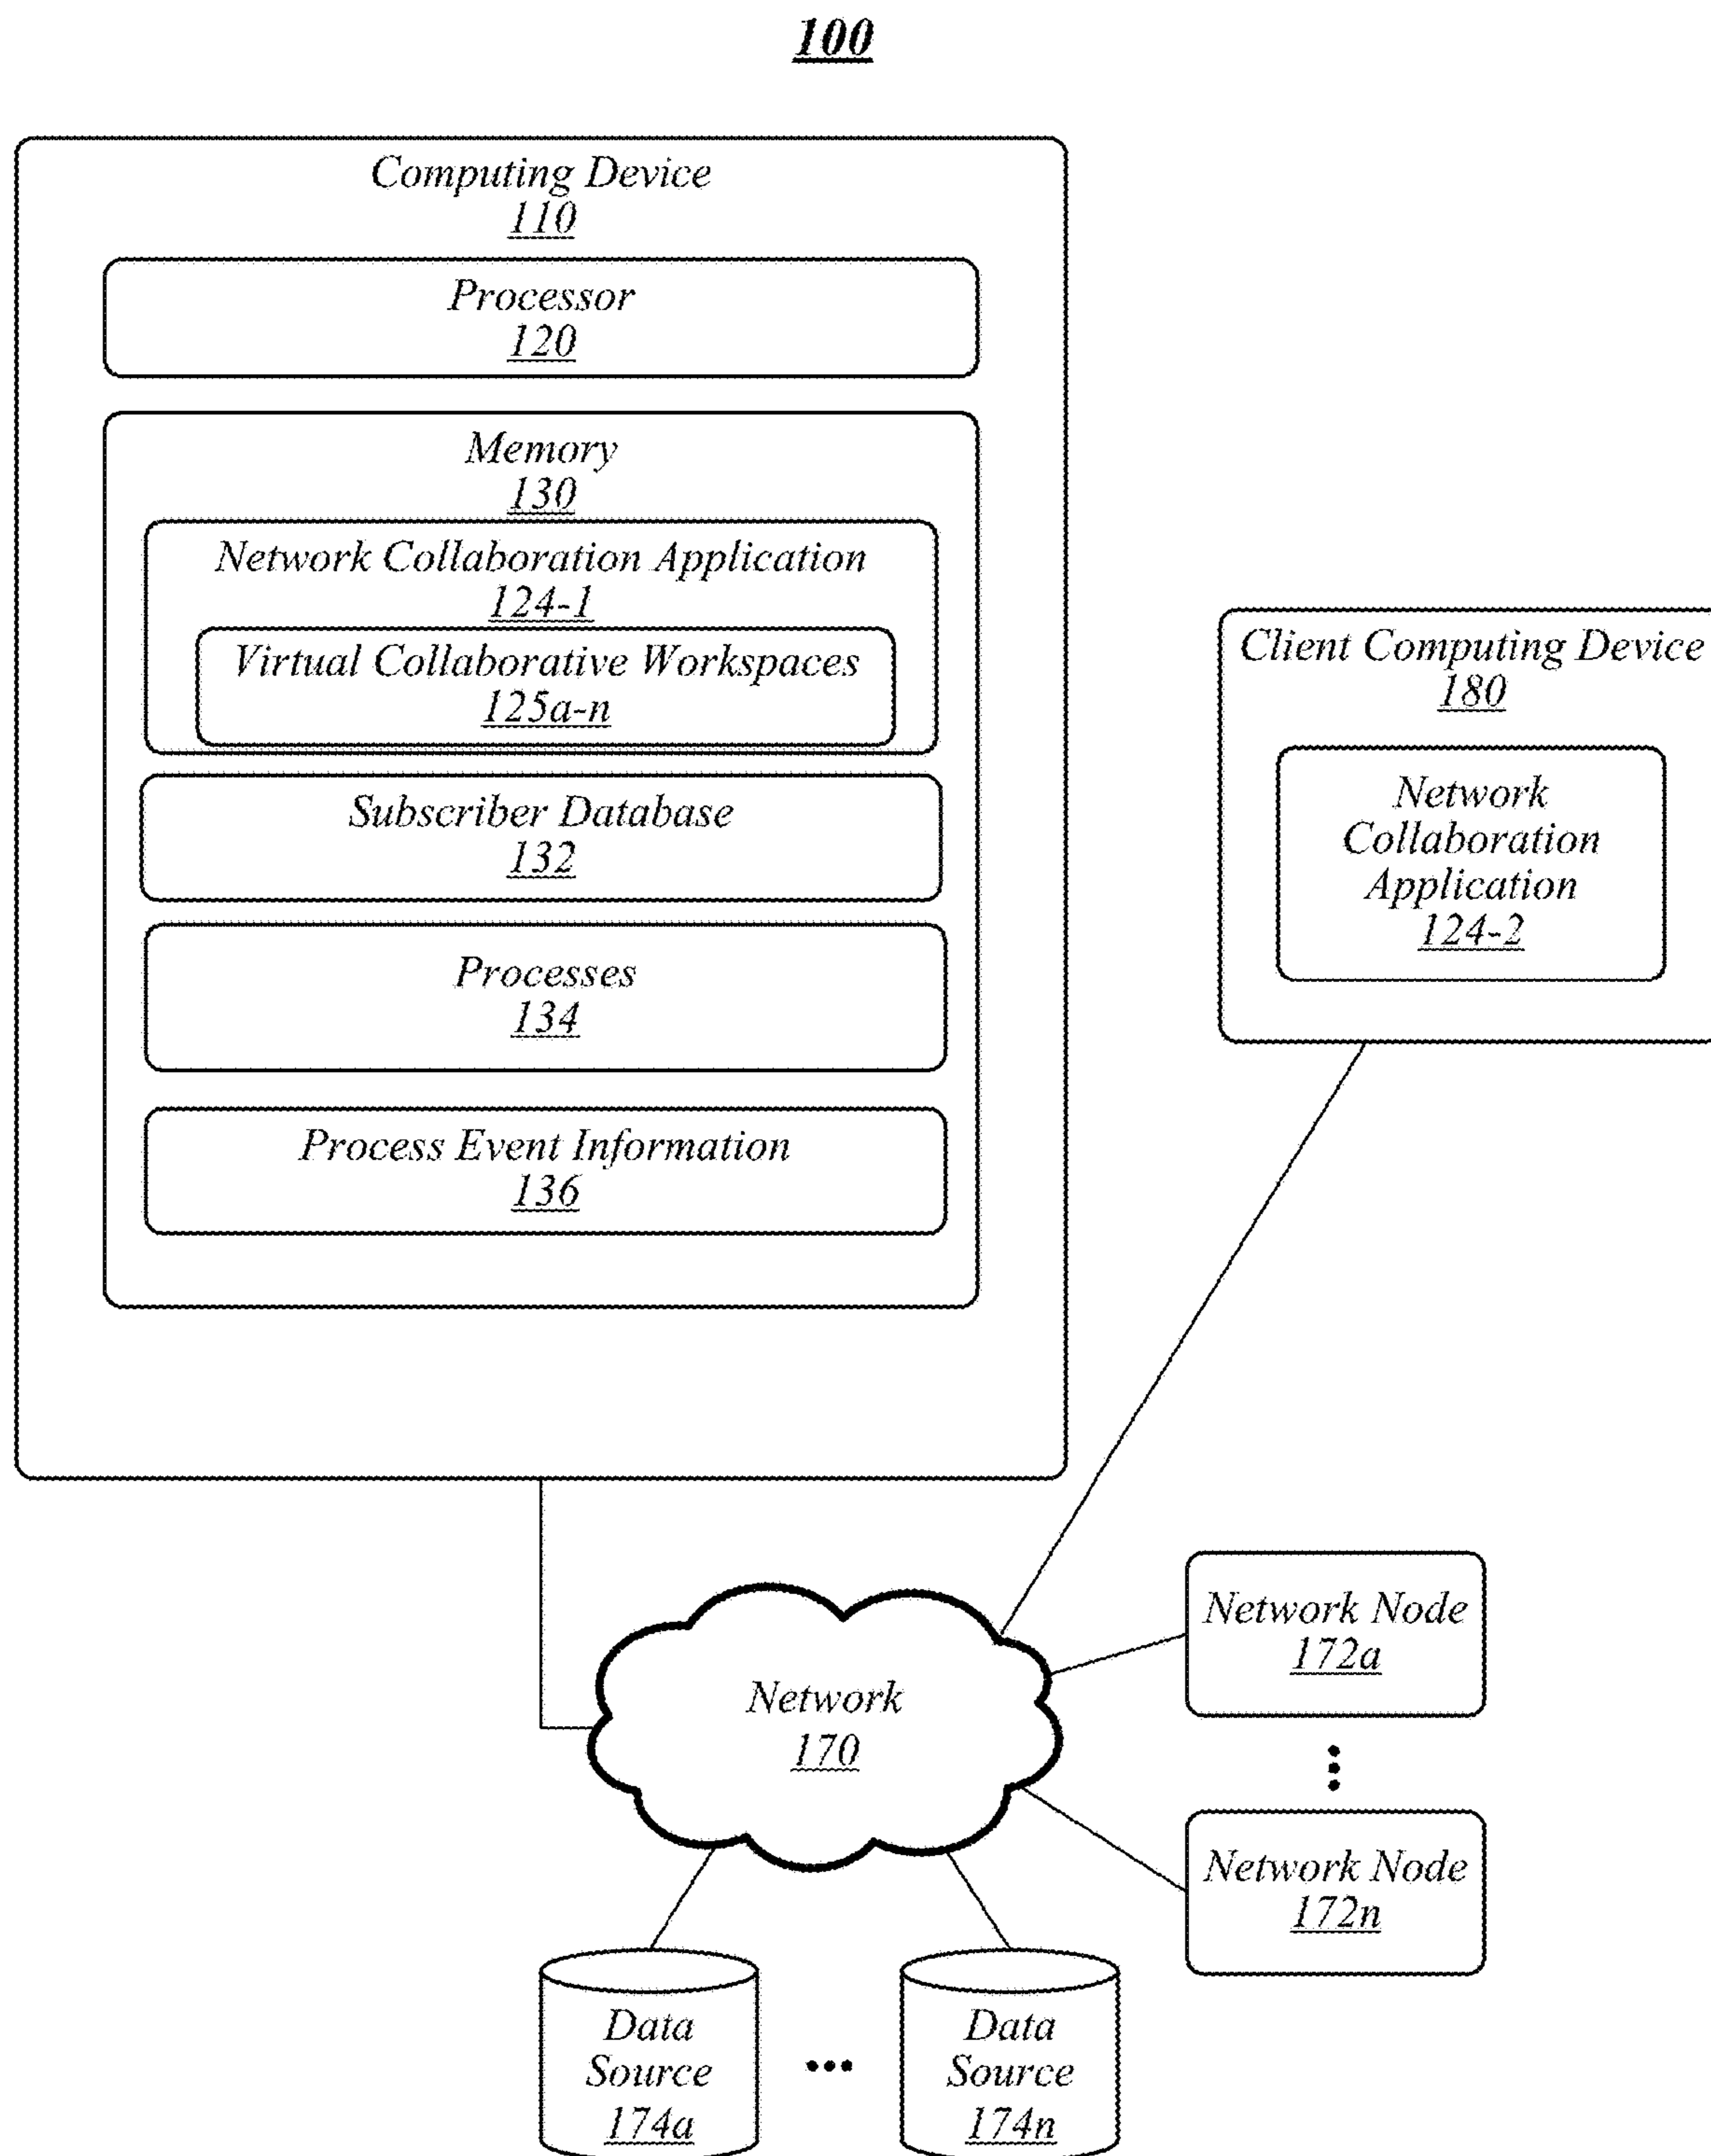 100
Computing Device
110
Processor
120
Memory
130
Network Collaboration Application
124-1
Virtual Collaborative Workspaces
125a-n
Subscriber Database
132
Processes
134
Process Event Information
136
Client Computing Device
180
Network
Collaboration
Application
124-2
Network
170
Network Node
172a
Network Node
172n
Data
Source
174a
Data
Source
174n